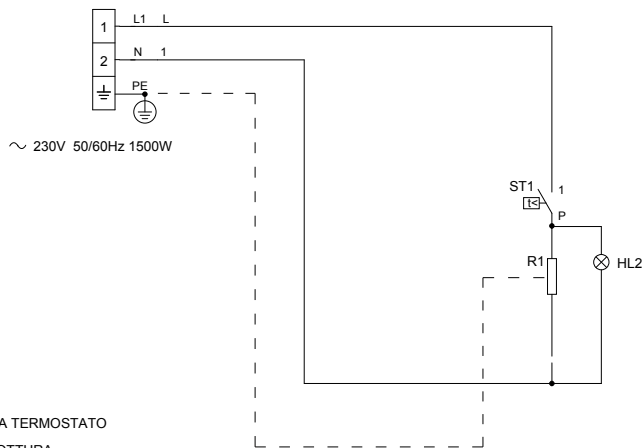 1 L1 L
2 N 1
PE
~ 230V 50/60Hz 1500W
ST1 1
t<
P
R1
HL2
A TERMOSTATO